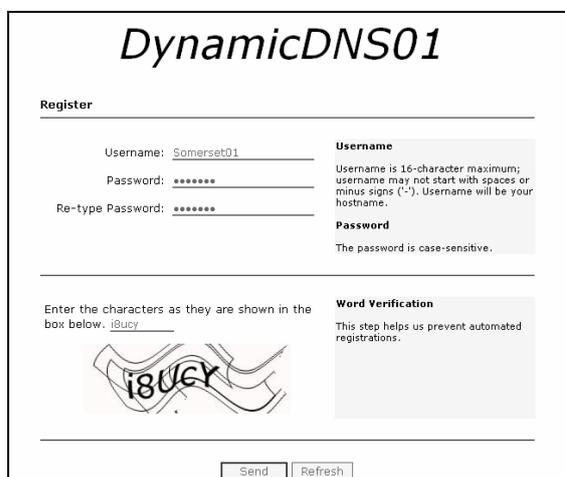 DynamicDNS01
Register
Username: Somerset01
Password: •••••••
Re-type Password: •••••••
Username
Username is 16-character maximum;
username may not start with spaces or
minus signs ('-'). Username will be your
hostname.
Password
The password is case-sensitive.
Enter the characters as they are shown in the
box below. i8ucy
i8UCY
Word Verification
This step helps us prevent automated
registrations.
Send Refresh